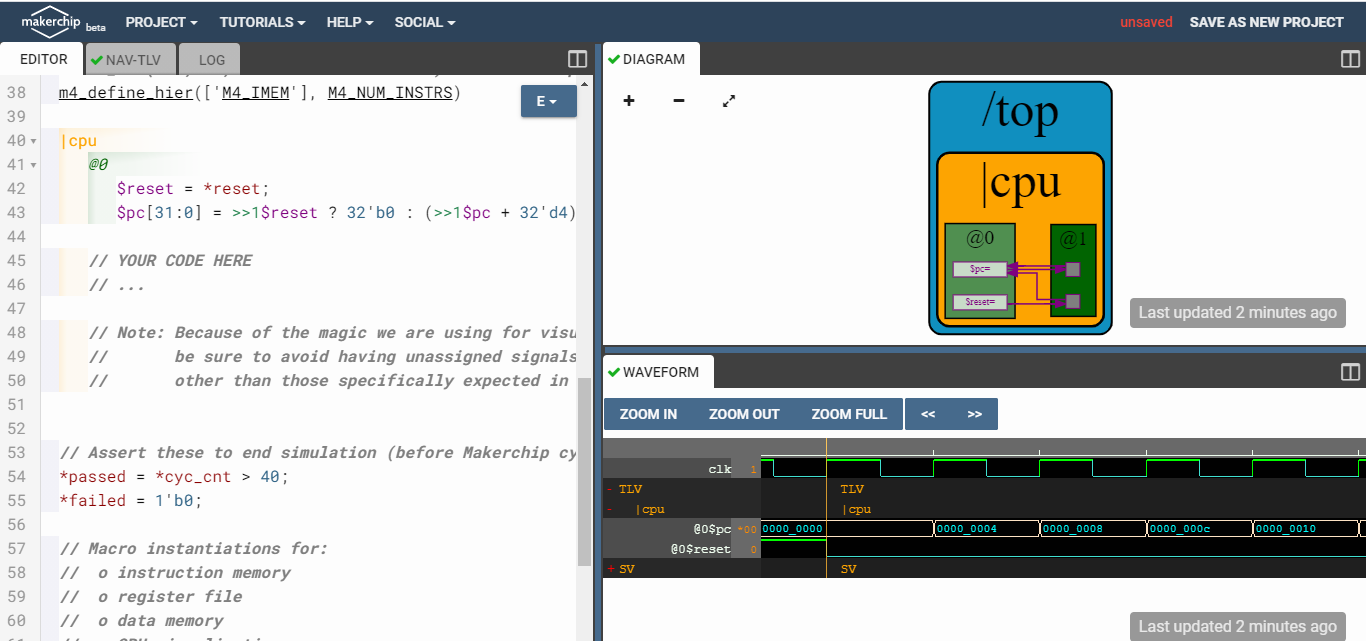 makerchip beta PROJECT TUTORIALS HELP SOCIAL unsaved SAVE AS NEW PROJECT
EDITOR NAV-TLV LOG
38 m4_define_hier(['M4_IMEM'], M4_NUM_INSTRS)
E
39
40 |cpu
41 @0
42 $reset = *reset;
43 $pc[31:0] = >>1$reset ? 32'b0 : (>>1$pc + 32'd4)
44
45 // YOUR CODE HERE
46 // ...
47
48 // Note: Because of the magic we are using for visu
49 // be sure to avoid having unassigned signals
50 // other than those specifically expected in
51
52
53 // Assert these to end simulation (before Makerchip cy
54 *passed = *cyc_cnt > 40;
55 *failed = 1'b0;
56
57 // Macro instantiations for:
58 // o instruction memory
59 // o register file
60 // o data memory
DIAGRAM
+ −
/top
|cpu
@0 @1
$pc=
$reset=
Last updated 2 minutes ago
WAVEFORM
ZOOM IN ZOOM OUT ZOOM FULL << >>
clk 1
- TLV TLV
- |cpu |cpu
@0$pc 0000_0000 0000_0004 0000_0008 0000_000c 0000_0010
@0$reset 0
+ SV SV
Last updated 2 minutes ago